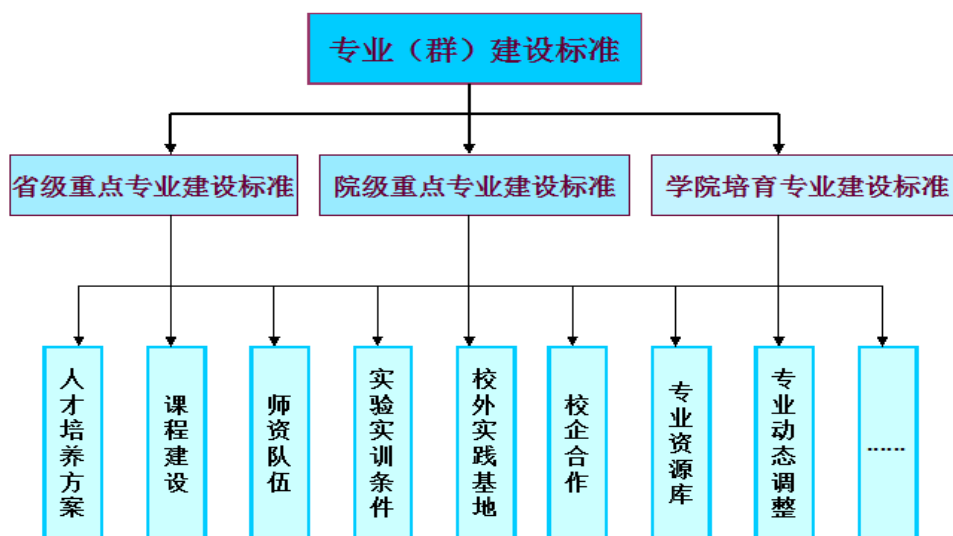 专业（群）建设标准
省级重点专业建设标准
院级重点专业建设标准
学院培育专业建设标准
人才培养方案
课程建设
师资队伍
实验实训条件
校外实践基地
校企合作
专业资源库
专业动态调整
······